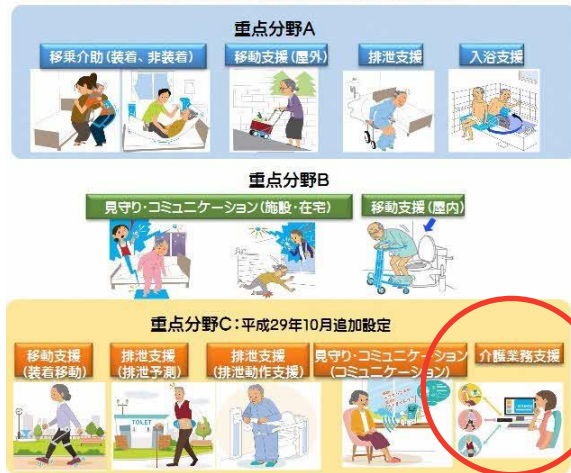 重点分野A
移乗介助(装着、非装着)
移動支援(屋外)
排泄支援
入浴支援
重点分野B
見守り・コミュニケーション(施設・在宅)
移動支援(屋内)
重点分野C:平成29年10月追加設定
移動支援
(装着移動)
排泄支援
(排泄予測)
排泄支援
(排泄動作支援)
見守り・コミュニケーション
(コミュニケーション)
介護業務支援
TOILET